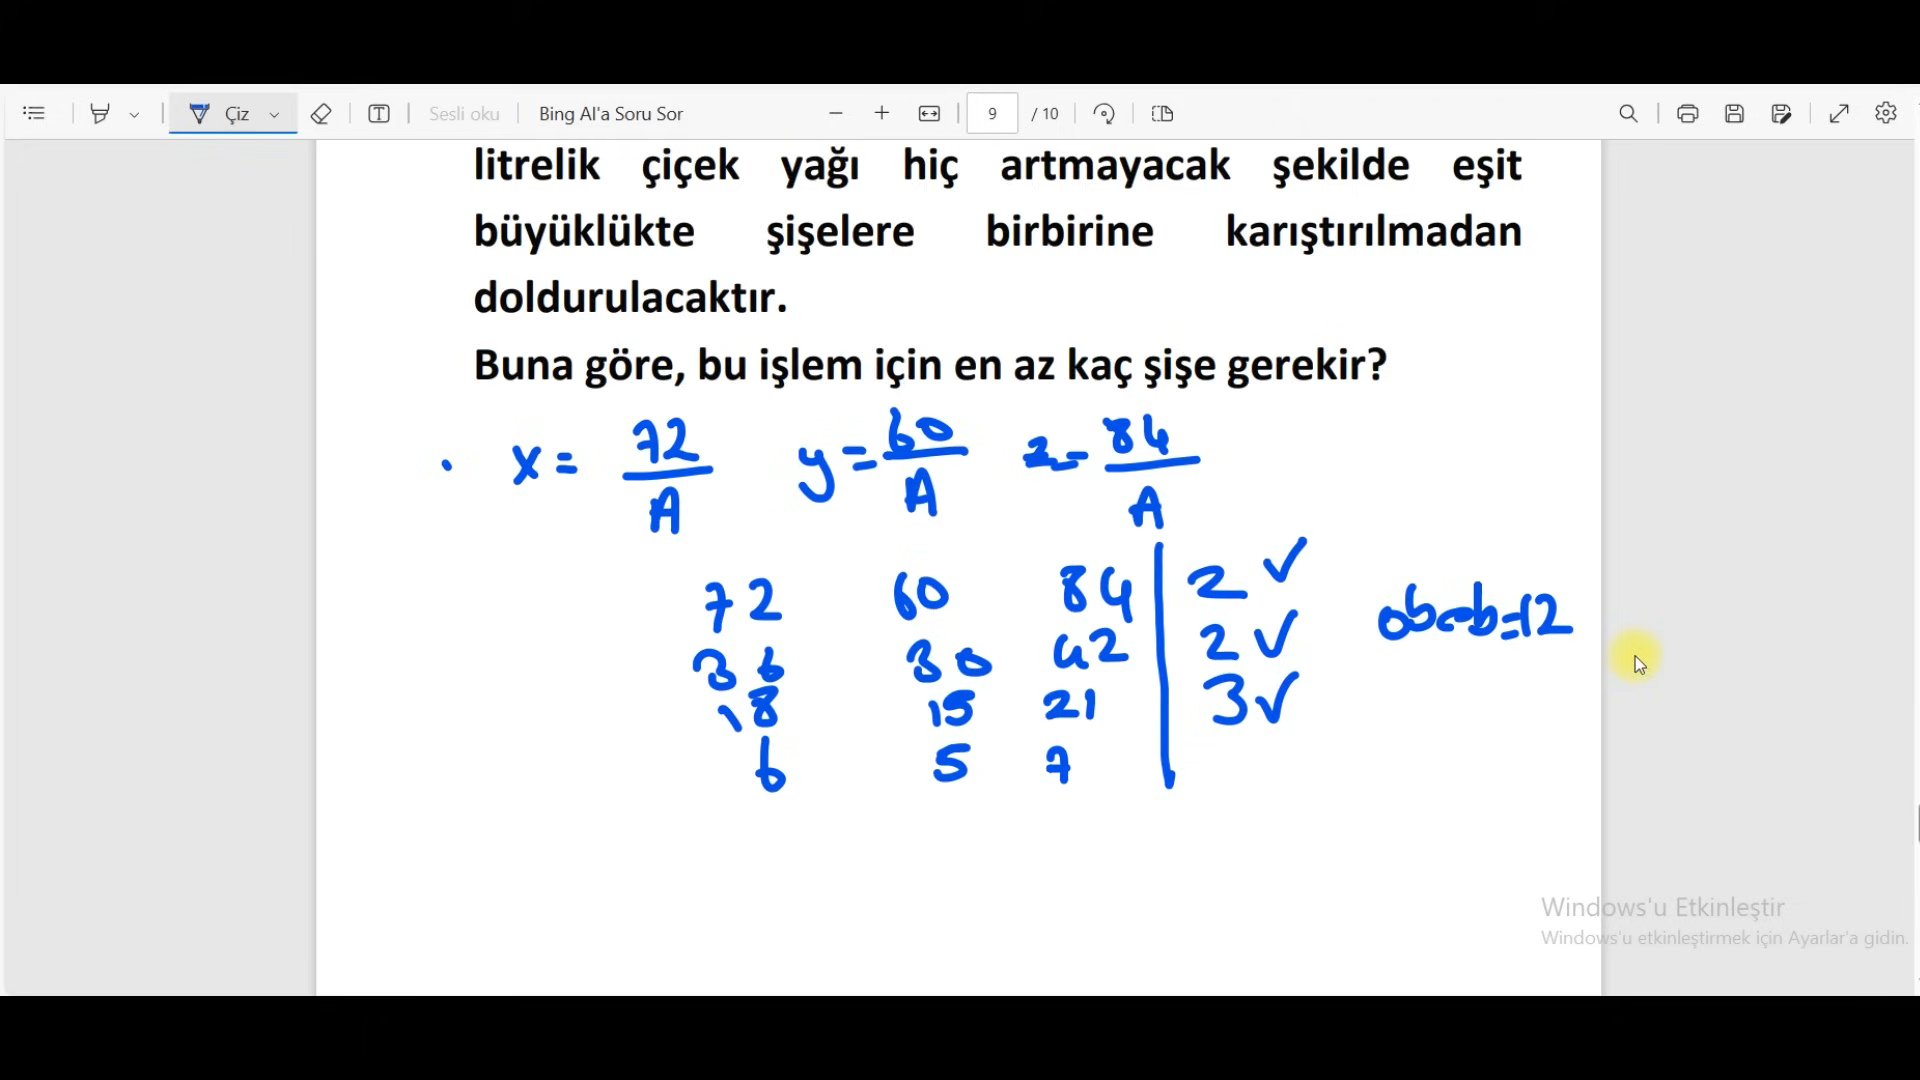 Çiz
Sesli oku
Bing AI'a Soru Sor
9 / 10
litrelik çiçek yağı hiç artmayacak şekilde eşit
büyüklükte şişelere birbirine karıştırılmadan
doldurulacaktır.
Buna göre, bu işlem için en az kaç şişe gerekir?
x = 72/A y = 60/A z = 84/A
72 60 84 | 2 ✓
36 30 42 | 2 ✓
18 15 21 | 3 ✓
6 5 7
obeb=12
Windows'u Etkinleştir
Windows'u etkinleştirmek için Ayarlar'a gidin.